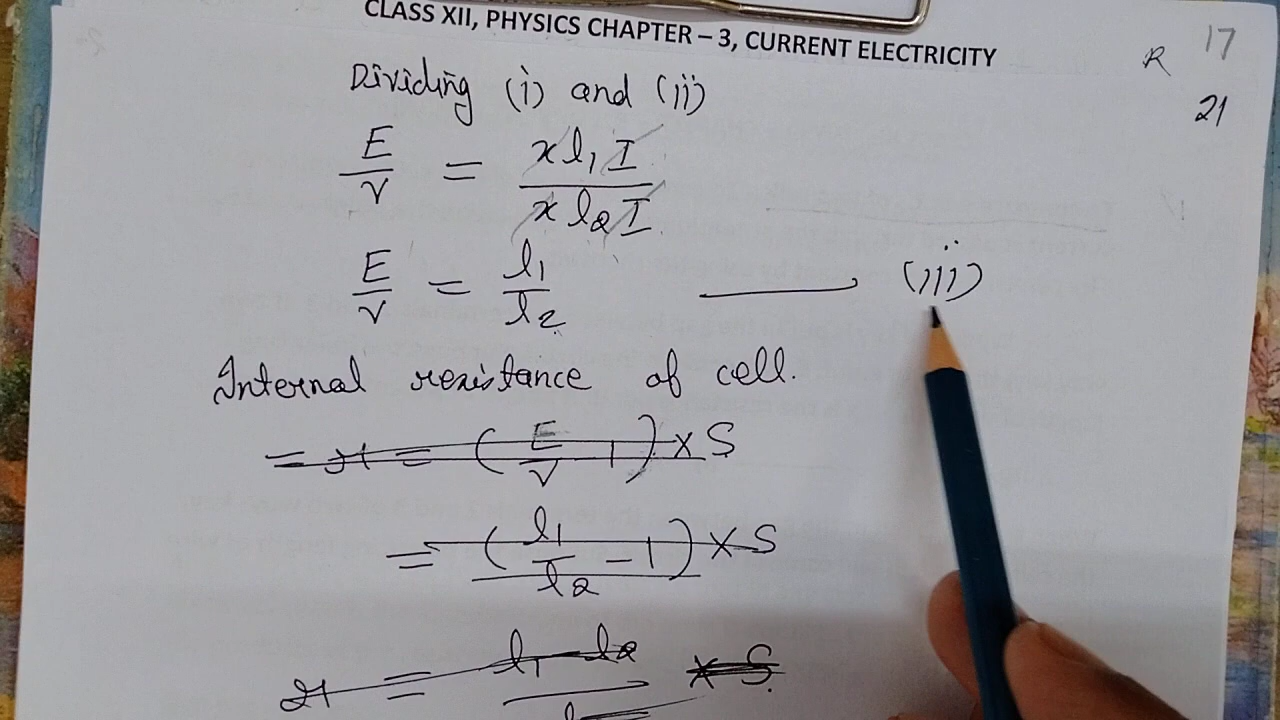 CLASS XII, PHYSICS CHAPTER – 3, CURRENT ELECTRICITY
R 17
21
Dividing (i) and (ii)
E/V = xl₁I / xl₂I
E/V = l₁/l₂ —— (iii)
Internal resistance of cell.
= r = (E/V - 1) × S
= (l₁/l₂ - 1) × S
r = l₁ - l₂ / l × S